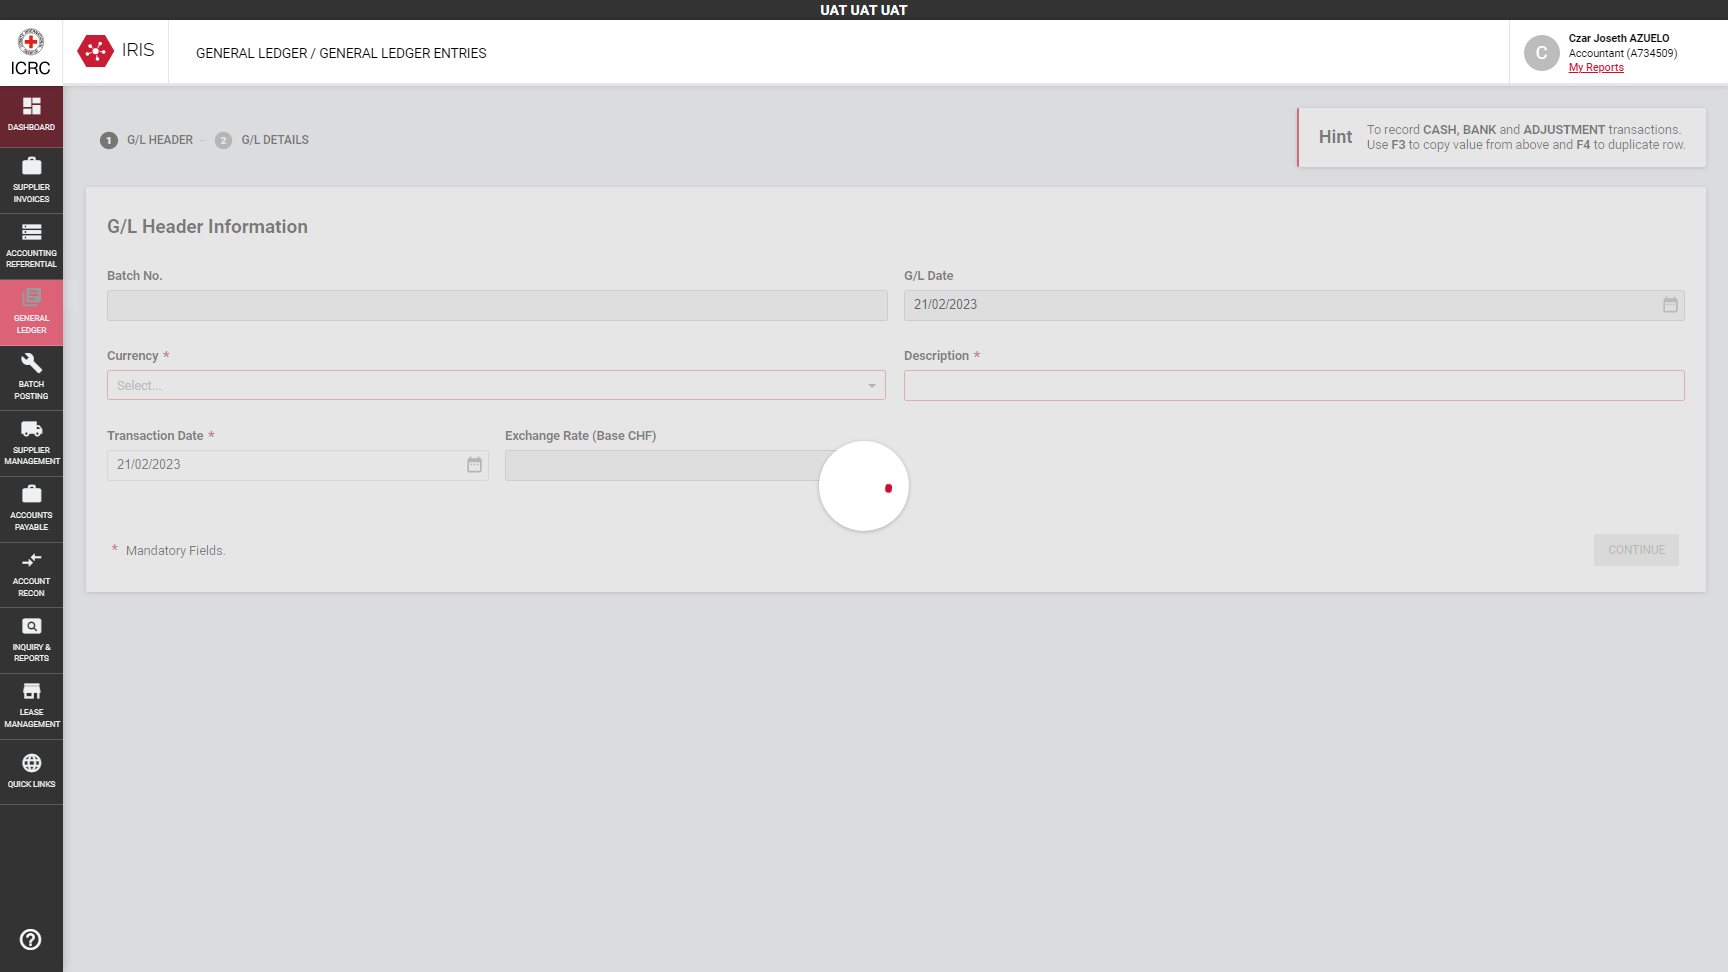 UAT UAT UAT
ICRC
IRIS
GENERAL LEDGER / GENERAL LEDGER ENTRIES
C
Czar Joseth AZUELO
Accountant (A734509)
My Reports
DASHBOARD
SUPPLIER
INVOICES
ACCOUNTING
REFERENTIAL
GENERAL
LEDGER
BATCH
POSTING
SUPPLIER
MANAGEMENT
ACCOUNTS
PAYABLE
ACCOUNT
RECON
INQUIRY &
REPORTS
LEASE
MANAGEMENT
QUICK LINKS
1 G/L HEADER - 2 G/L DETAILS
Hint
To record CASH, BANK and ADJUSTMENT transactions.
Use F3 to copy value from above and F4 to duplicate row.
G/L Header Information
Batch No.
G/L Date
21/02/2023
Currency *
Select...
Description *
Transaction Date *
21/02/2023
Exchange Rate (Base CHF)
* Mandatory Fields.
CONTINUE